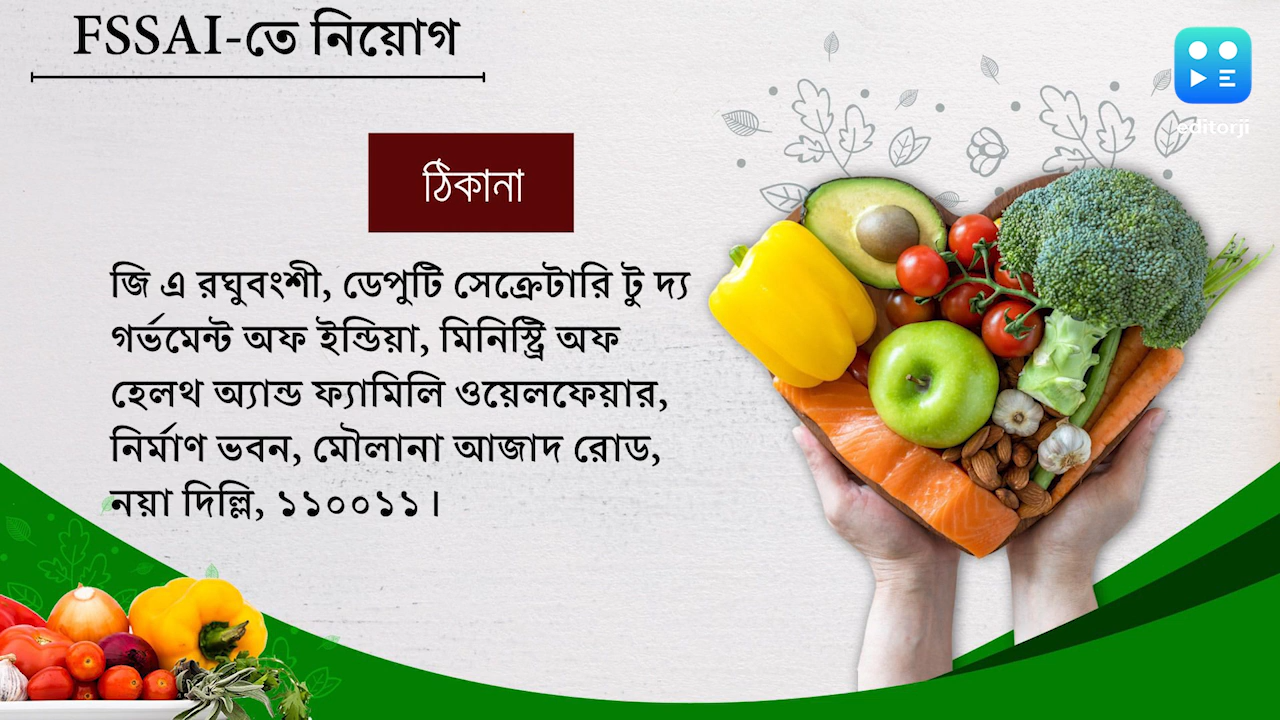 FSSAI-তে নিয়োগ
editorji
ঠিকানা
জি এ রঘুবংশী, ডেপুটি সেক্রেটারি টু দ্য
গর্ভমেন্ট অফ ইন্ডিয়া, মিনিস্ট্রি অফ
হেলথ অ্যান্ড ফ্যামিলি ওয়েলফেয়ার,
নির্মাণ ভবন, মৌলানা আজাদ রোড,
নয়া দিল্লি, ১১০০১১।